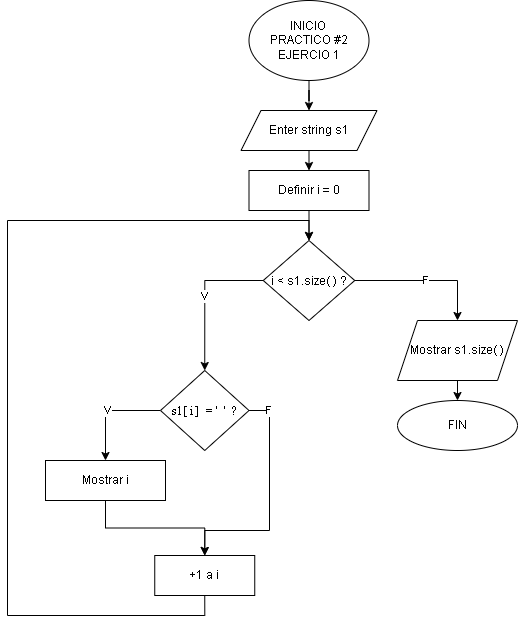 INICIO
PRACTICO #2
EJERCIO 1
Enter string s1
Definir i = 0
i < s1.size() ?
V
F
Mostrar s1.size()
FIN
s1[i] =' ' ?
V
F
Mostrar i
+1 a i